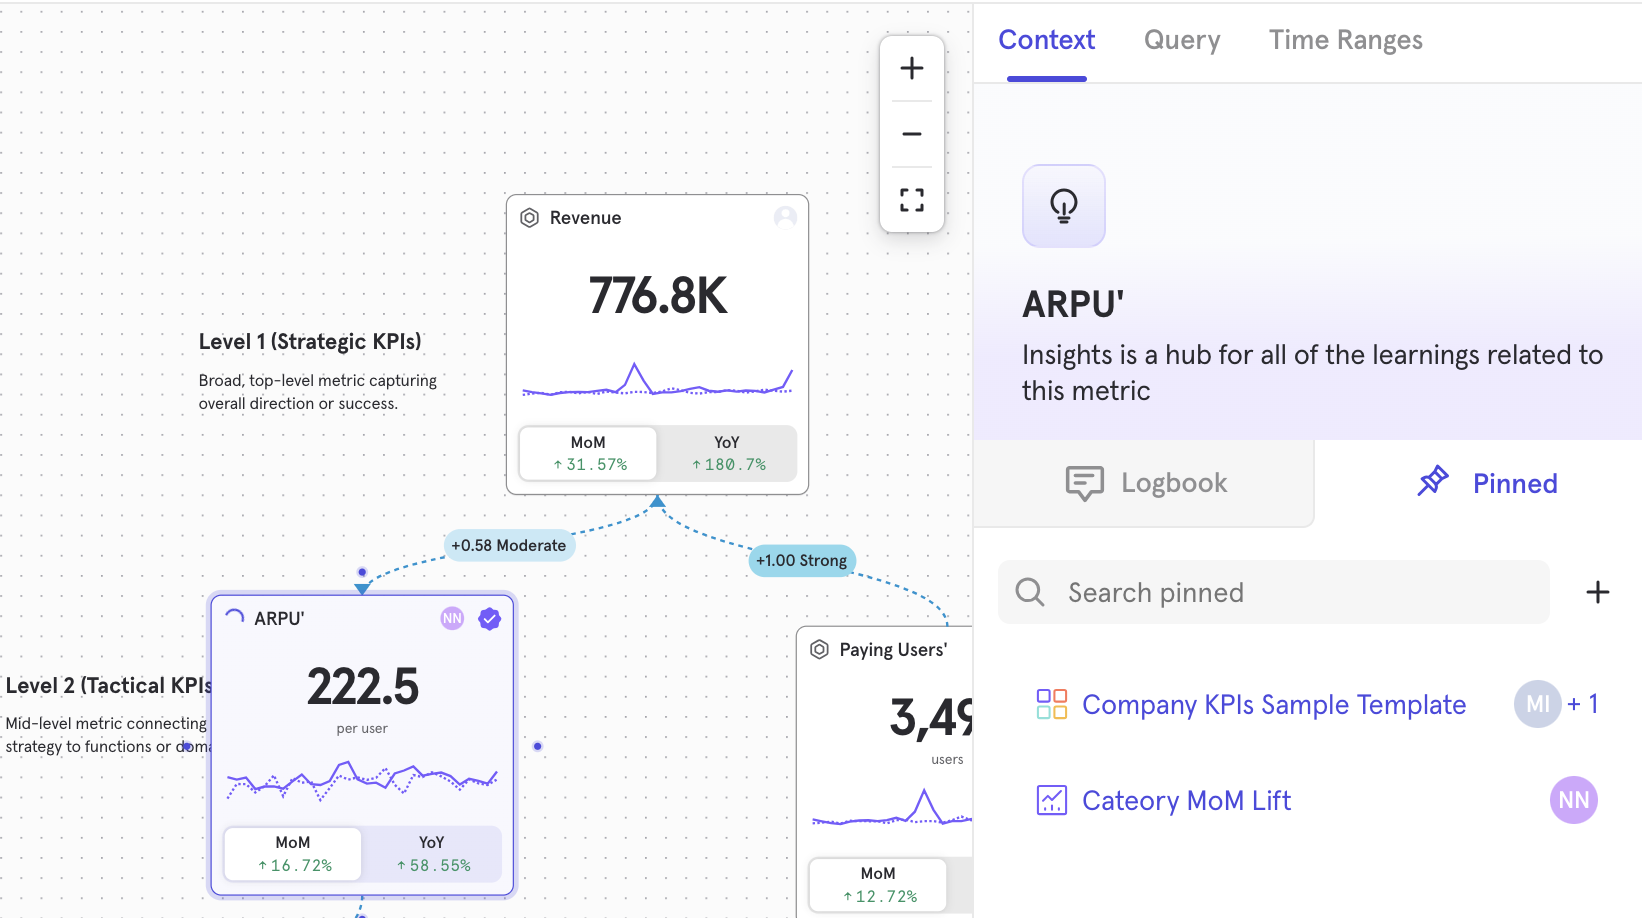 Context
Query
Time Ranges
Revenue
776.8K
MoM
↑31.57%
YoY
↑180.7%
Level 1 (Strategic KPIs)
Broad, top-level metric capturing
overall direction or success.
+0.58 Moderate
+1.00 Strong
ARPU'
NN
222.5
per user
MoM
↑16.72%
YoY
↑58.55%
Level 2 (Tactical KPIs
Mid-level metric connecting
strategy to functions or doma
Paying Users'
3,49
users
MoM
↑12.72%
ARPU'
Insights is a hub for all of the learnings related to
this metric
Logbook
Pinned
Search pinned
Company KPIs Sample Template
MI
+ 1
Cateory MoM Lift
NN